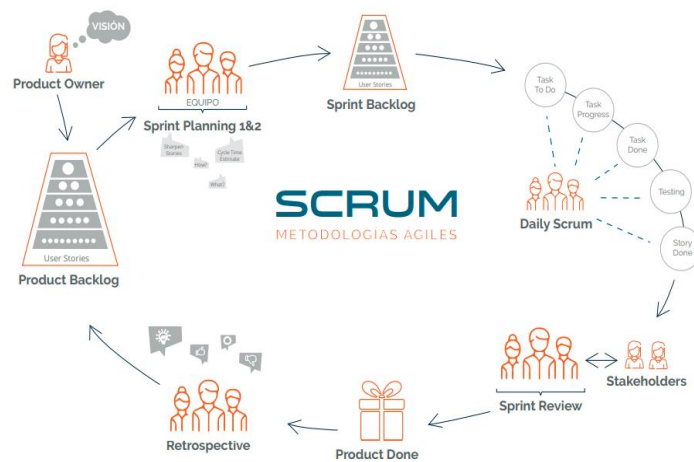 VISIÓN
Product Owner
EQUIPO
Sprint Planning 1&2
Sharpen
Stories
How?
Cycle Time
Estimate
What?
User Stories
Sprint Backlog
Task
To Do
Task
Progress
Task
Done
Testing
Story
Done
Daily Scrum
SCRUM
METODOLOGÍAS ÁGILES
User Stories
Product Backlog
Stakeholders
Sprint Review
Product Done
Retrospective